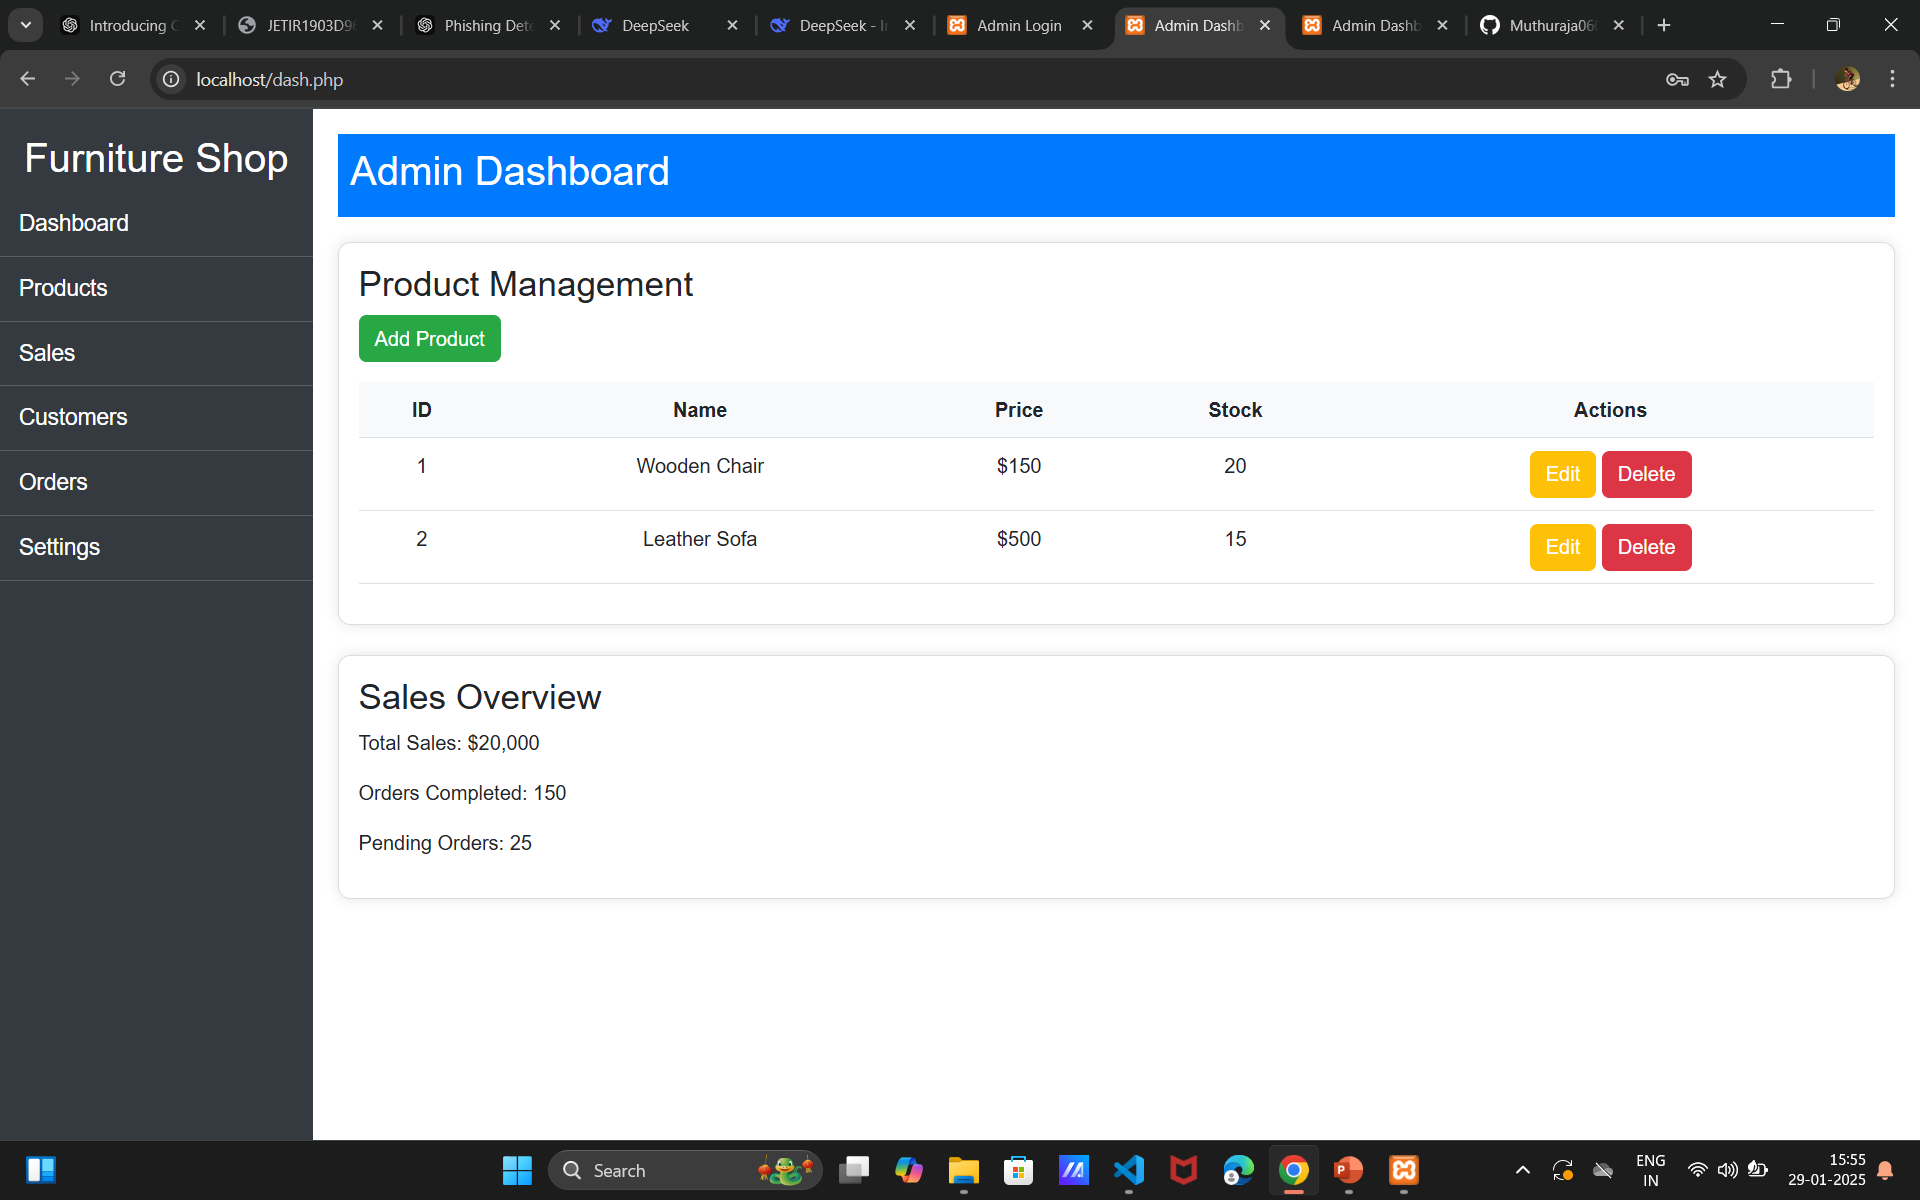 Introducing
JETIR1903D9
Phishing Dete
DeepSeek
DeepSeek - I
Admin Login
Admin Dashb
Admin Dashb
Muthuraja06
localhost/dash.php
Furniture Shop
Dashboard
Products
Sales
Customers
Orders
Settings
Admin Dashboard
Product Management
Add Product
ID Name Price Stock Actions
1 Wooden Chair $150 20 Edit Delete
2 Leather Sofa $500 15 Edit Delete
Sales Overview
Total Sales: $20,000
Orders Completed: 150
Pending Orders: 25
Search
ENG
IN
15:55
29-01-2025